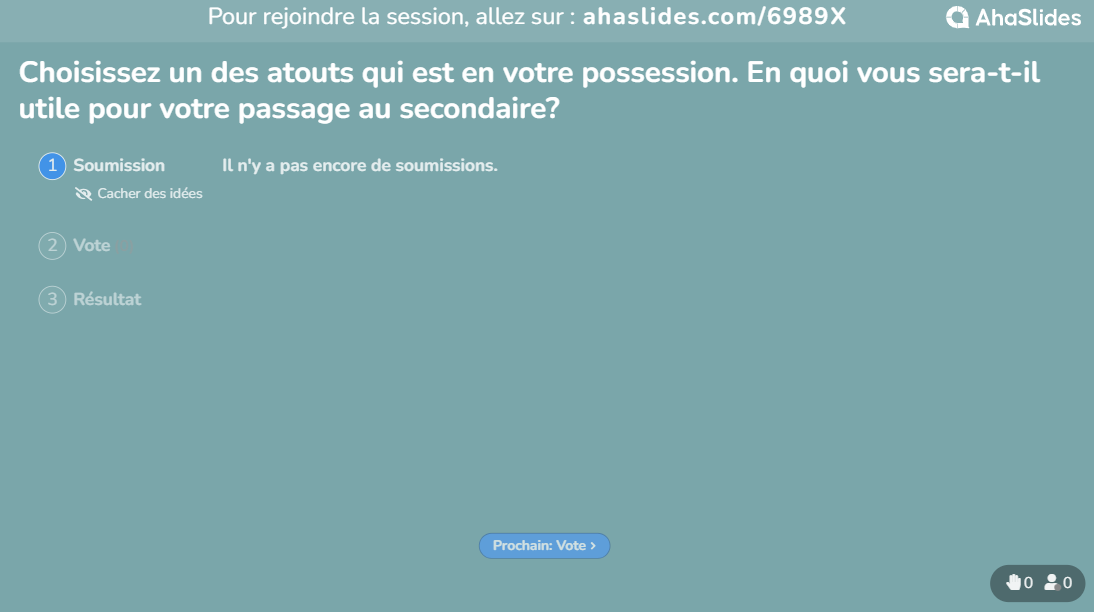 Pour rejoindre la session, allez sur : ahaslides.com/6989X
AhaSlides
Choisissez un des atouts qui est en votre possession. En quoi vous sera-t-il
utile pour votre passage au secondaire?
1 Soumission
Il n'y a pas encore de soumissions.
Cacher des idées
2 Vote
3 Résultat
Prochain: Vote ›
0 0